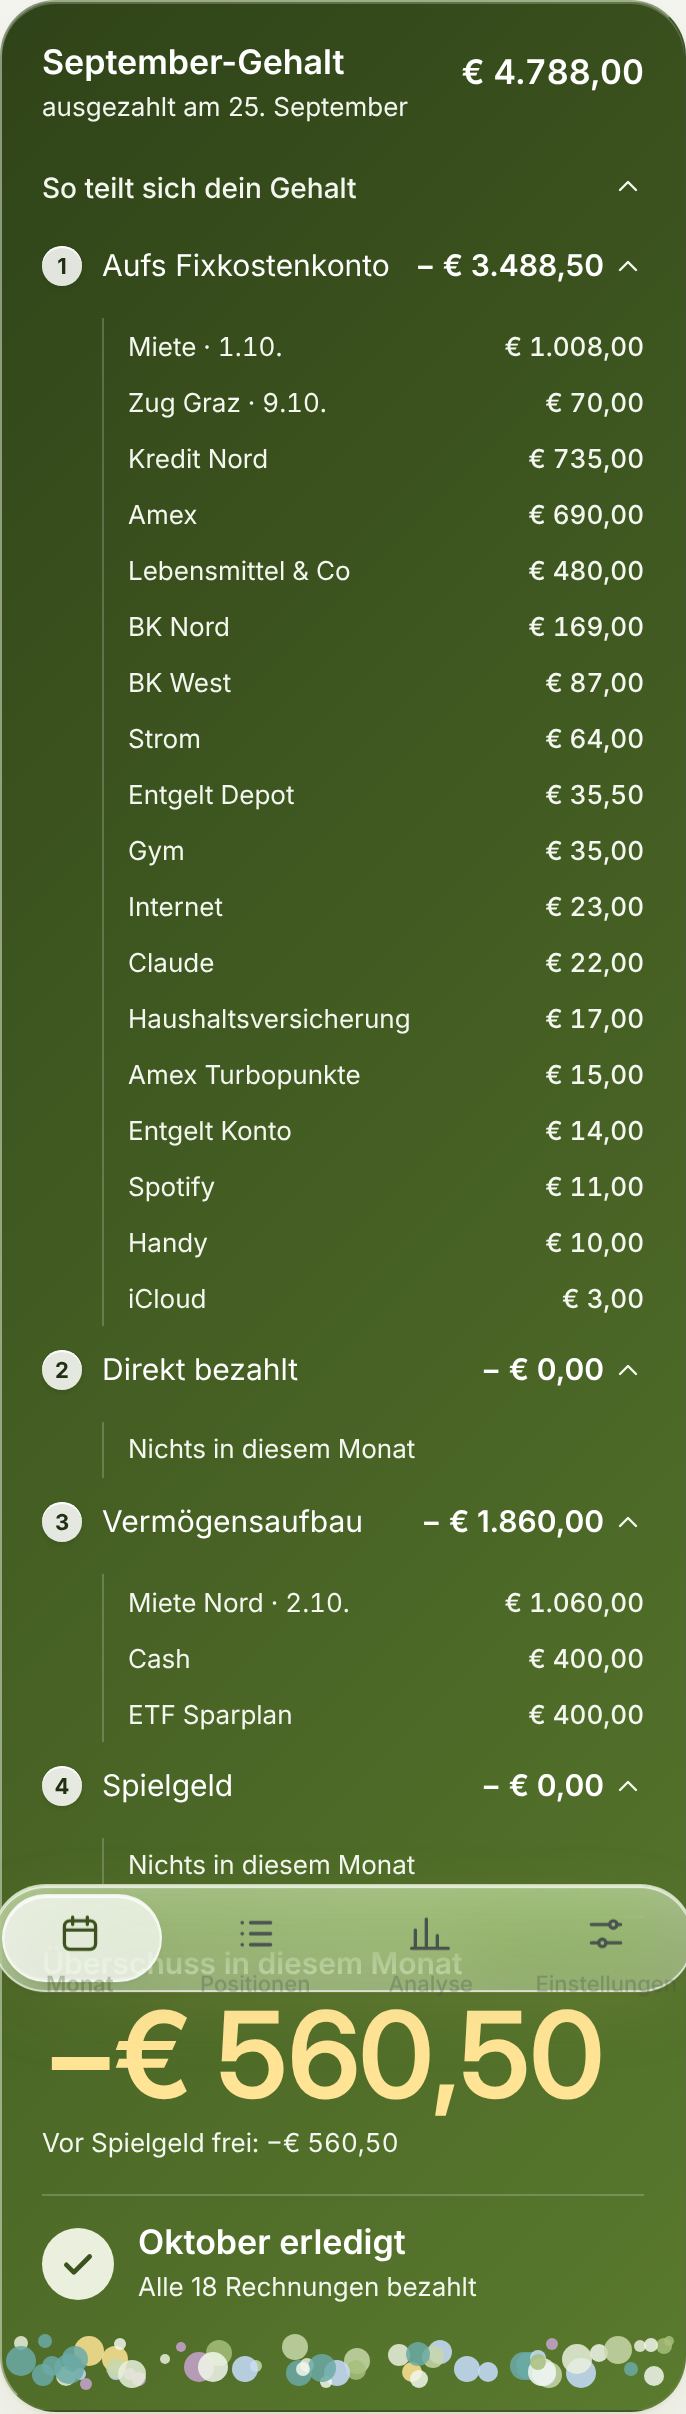 September-Gehalt
€ 4.788,00
ausgezahlt am 25. September
So teilt sich dein Gehalt
1 Aufs Fixkostenkonto – € 3.488,50
Miete · 1.10. € 1.008,00
Zug Graz · 9.10. € 70,00
Kredit Nord € 735,00
Amex € 690,00
Lebensmittel & Co € 480,00
BK Nord € 169,00
BK West € 87,00
Strom € 64,00
Entgelt Depot € 35,50
Gym € 35,00
Internet € 23,00
Claude € 22,00
Haushaltsversicherung € 17,00
Amex Turbopunkte € 15,00
Entgelt Konto € 14,00
Spotify € 11,00
Handy € 10,00
iCloud € 3,00
2 Direkt bezahlt – € 0,00
Nichts in diesem Monat
3 Vermögensaufbau – € 1.860,00
Miete Nord · 2.10. € 1.060,00
Cash € 400,00
ETF Sparplan € 400,00
4 Spielgeld – € 0,00
Nichts in diesem Monat
Überschuss in diesem Monat
Monat Positionen Analyse Einstellungen
–€ 560,50
Vor Spielgeld frei: −€ 560,50
Oktober erledigt
Alle 18 Rechnungen bezahlt